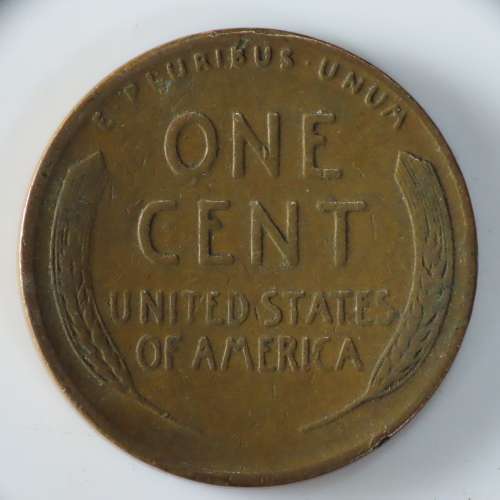 E·PLURIBUS·UNUM
ONE
CENT
UNITED·STATES
OF AMERICA